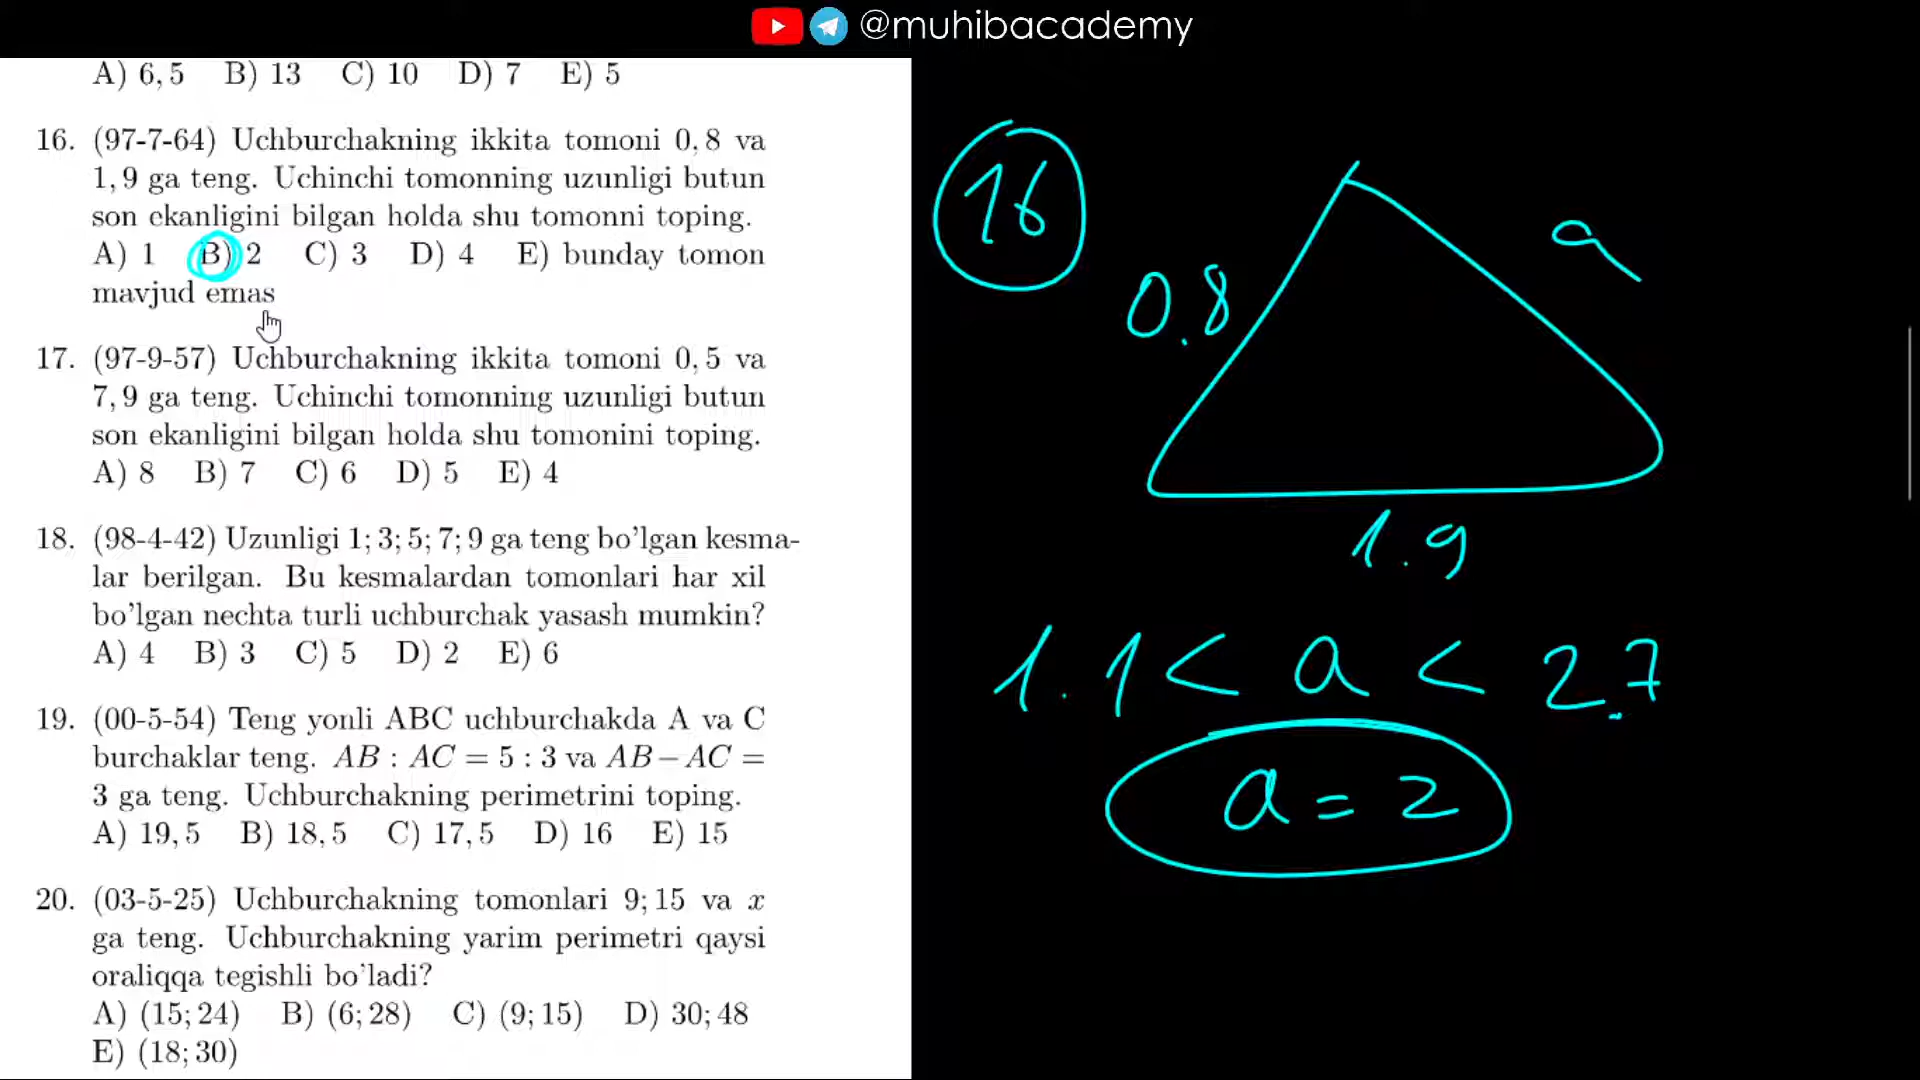 @muhibacademy
A) 6, 5 B) 13 C) 10 D) 7 E) 5
16. (97-7-64) Uchburchakning ikkita tomoni 0, 8 va
1, 9 ga teng. Uchinchi tomonning uzunligi butun
son ekanligini bilgan holda shu tomonni toping.
A) 1 B) 2 C) 3 D) 4 E) bunday tomon
mavjud emas
17. (97-9-57) Uchburchakning ikkita tomoni 0, 5 va
7, 9 ga teng. Uchinchi tomonning uzunligi butun
son ekanligini bilgan holda shu tomonini toping.
A) 8 B) 7 C) 6 D) 5 E) 4
18. (98-4-42) Uzunligi 1; 3; 5; 7; 9 ga teng bo'lgan kesma-
lar berilgan. Bu kesmalardan tomonlari har xil
bo'lgan nechta turli uchburchak yasash mumkin?
A) 4 B) 3 C) 5 D) 2 E) 6
19. (00-5-54) Teng yonli ABC uchburchakda A va C
burchaklar teng. AB : AC = 5 : 3 va AB − AC =
3 ga teng. Uchburchakning perimetrini toping.
A) 19, 5 B) 18, 5 C) 17, 5 D) 16 E) 15
20. (03-5-25) Uchburchakning tomonlari 9; 15 va x
ga teng. Uchburchakning yarim perimetri qaysi
oraliqqa tegishli bo'ladi?
A) (15; 24) B) (6; 28) C) (9; 15) D) 30; 48
E) (18; 30)
16
a
0.8
1.9
1.1 < a < 2.7
a = 2